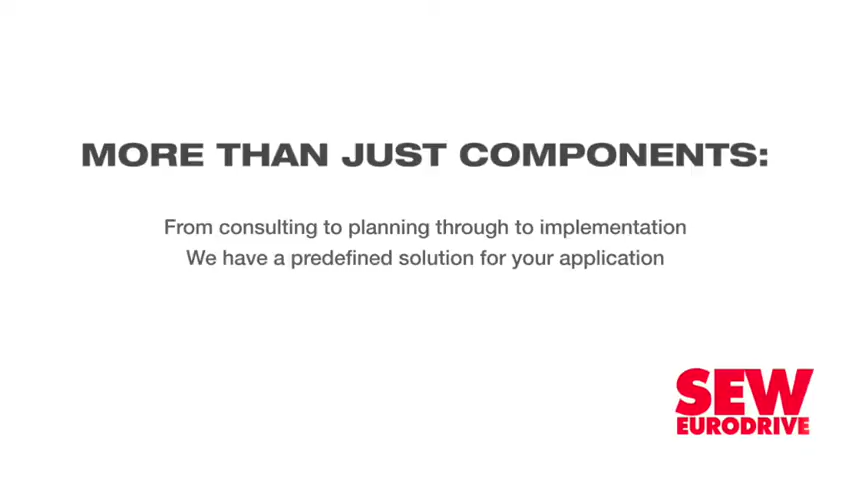 MORE THAN JUST COMPONENTS:
From consulting to planning through to implementation
We have a predefined solution for your application
SEW
EURODRIVE